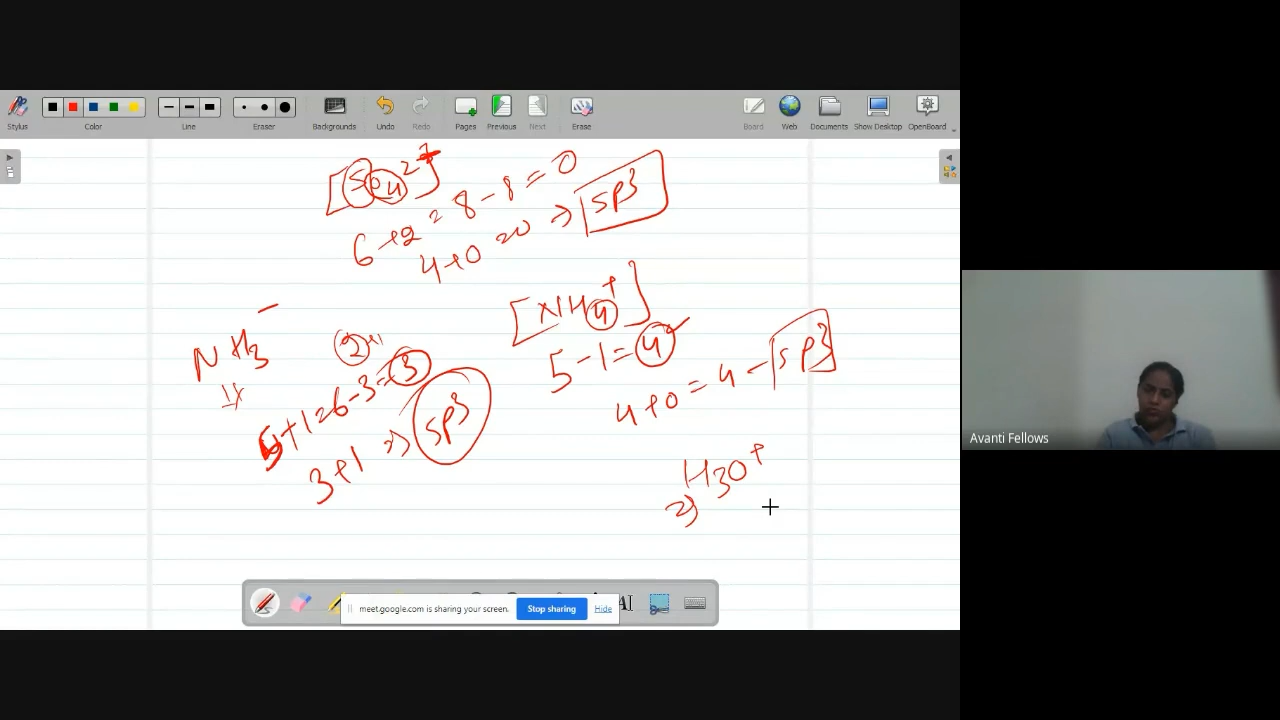 Stylus
Color
Line
Eraser
Backgrounds
Undo
Redo
Pages
Previous
Next
Erase
Board
Web
Documents
Show Desktop
OpenBoard
[SO4 2-]
6+2 = 8-8=0
4+0 => sp3
NH3 -
5+1=6-3=3
3+1 => sp3
[NH4 +]
5-1=4
4+0=4-sp3
H3O+
=>
Avanti Fellows
meet.google.com is sharing your screen.
Stop sharing
Hide
AI